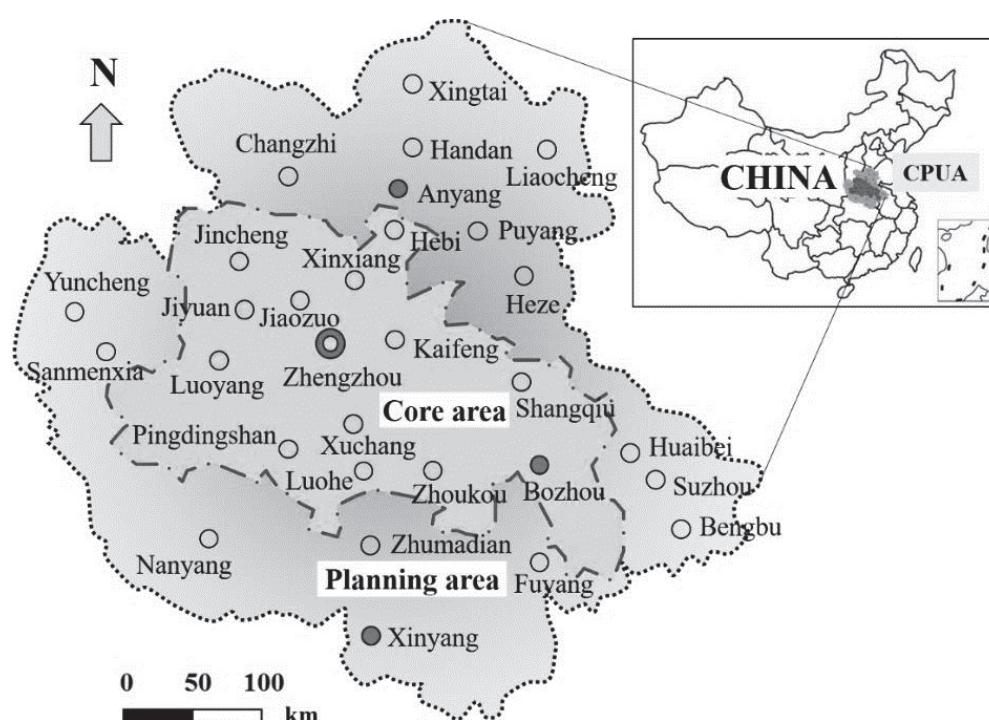 N
Xingtai
Changzhi
Handan
Liaocheng
Anyang
CHINA
CPUA
Jincheng
Hebi
Puyang
Xinxiang
Yuncheng
Heze
Jiyuan
Jiaozuo
Kaifeng
Sanmenxia
Luoyang
Zhengzhou
Core area
Shangqiu
Pingdingshan
Xuchang
Huaibei
Luohe
Zhoukou
Bozhou
Suzhou
Bengbu
Zhumadian
Nanyang
Planning area
Fuyang
Xinyang
0 50 100
km